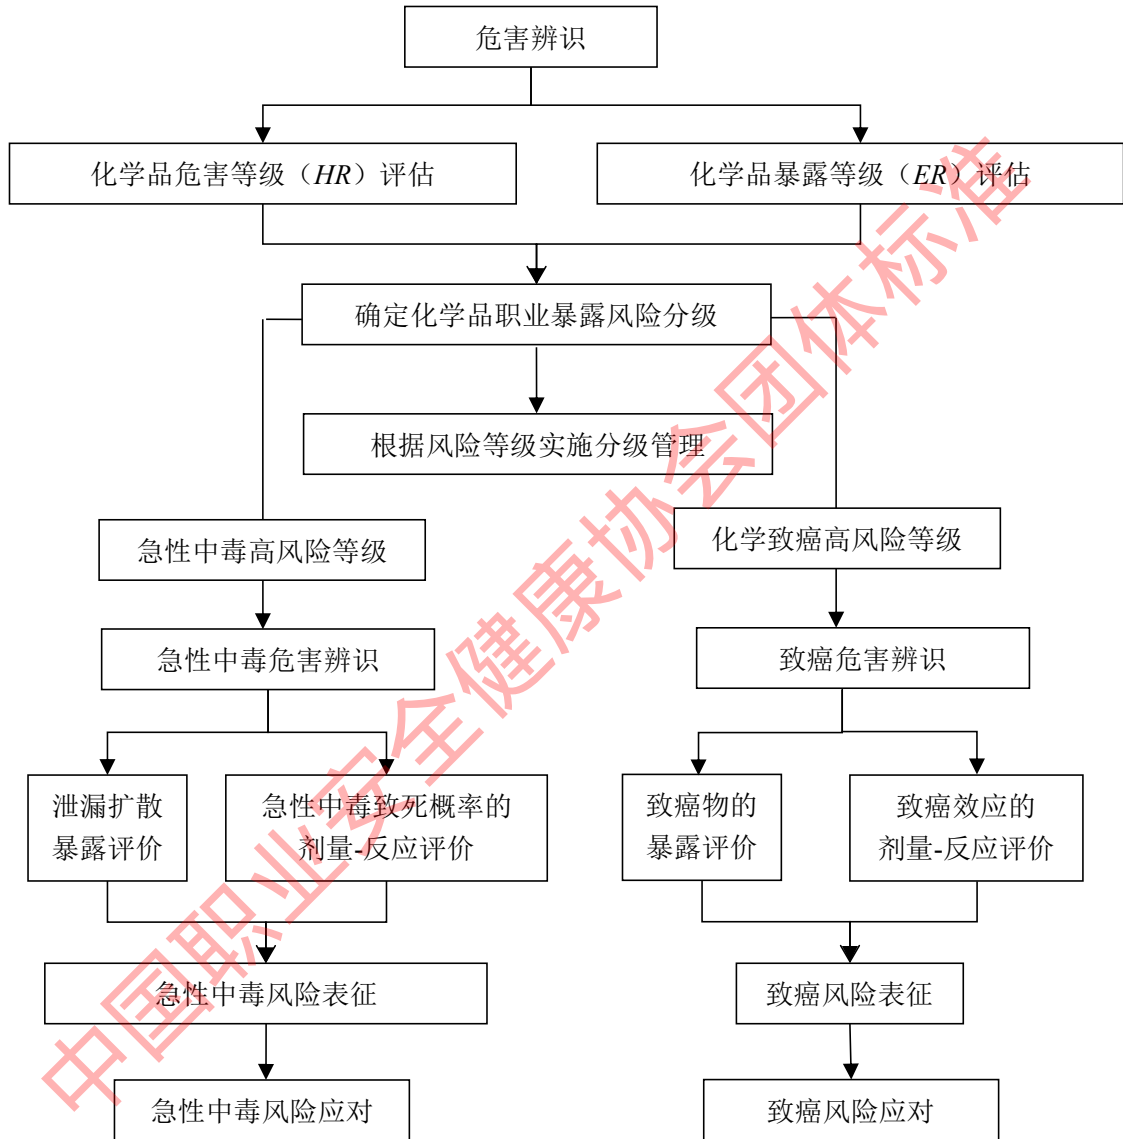 危害辨识
化学品危害等级（HR）评估
化学品暴露等级（ER）评估
确定化学品职业暴露风险分级
根据风险等级实施分级管理
急性中毒高风险等级
化学致癌高风险等级
急性中毒危害辨识
致癌危害辨识
泄漏扩散
暴露评价
急性中毒致死概率的
剂量-反应评价
致癌物的
暴露评价
致癌效应的
剂量-反应评价
急性中毒风险表征
致癌风险表征
急性中毒风险应对
致癌风险应对
中国职业安全健康协会团体标准